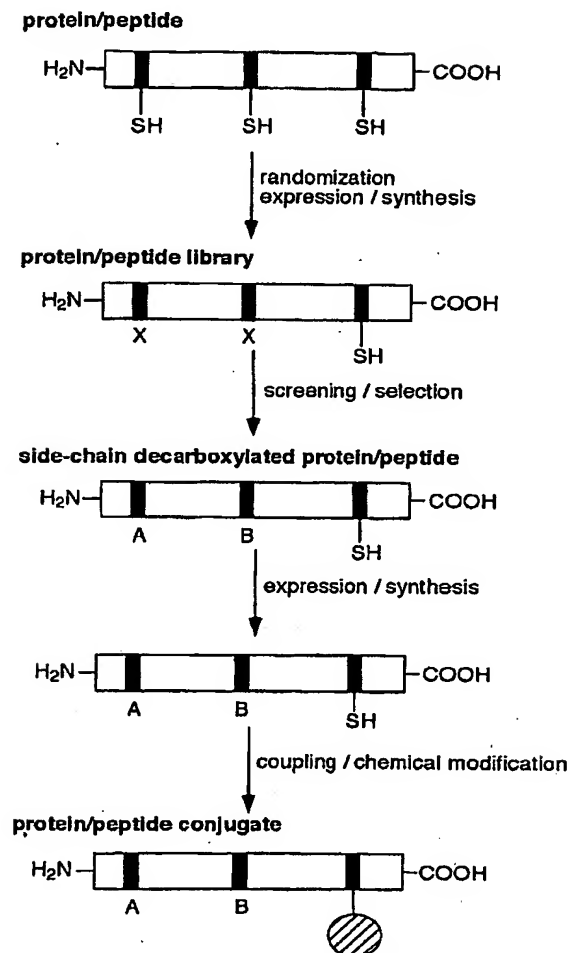 protein/peptide
H₂N COOH
SH SH SH
randomization
expression / synthesis
protein/peptide library
H₂N COOH
X X
SH
screening / selection
side-chain decarboxylated protein/peptide
H₂N COOH
A B
SH
expression / synthesis
H₂N COOH
A B
SH
coupling / chemical modification
protein/peptide conjugate
H₂N COOH
A B